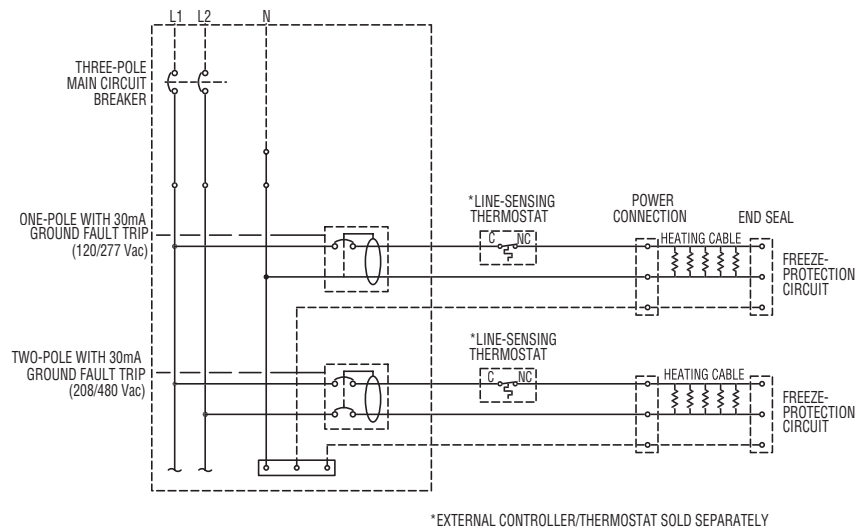 L1 L2 N
THREE-POLE
MAIN CIRCUIT
BREAKER
ONE-POLE WITH 30mA
GROUND FAULT TRIP
(120/277 Vac)
*LINE-SENSING
THERMOSTAT
C NC
POWER
CONNECTION
END SEAL
HEATING CABLE
FREEZE-
PROTECTION
CIRCUIT
TWO-POLE WITH 30mA
GROUND FAULT TRIP
(208/480 Vac)
*LINE-SENSING
THERMOSTAT
C NC
HEATING CABLE
FREEZE-
PROTECTION
CIRCUIT
*EXTERNAL CONTROLLER/THERMOSTAT SOLD SEPARATELY